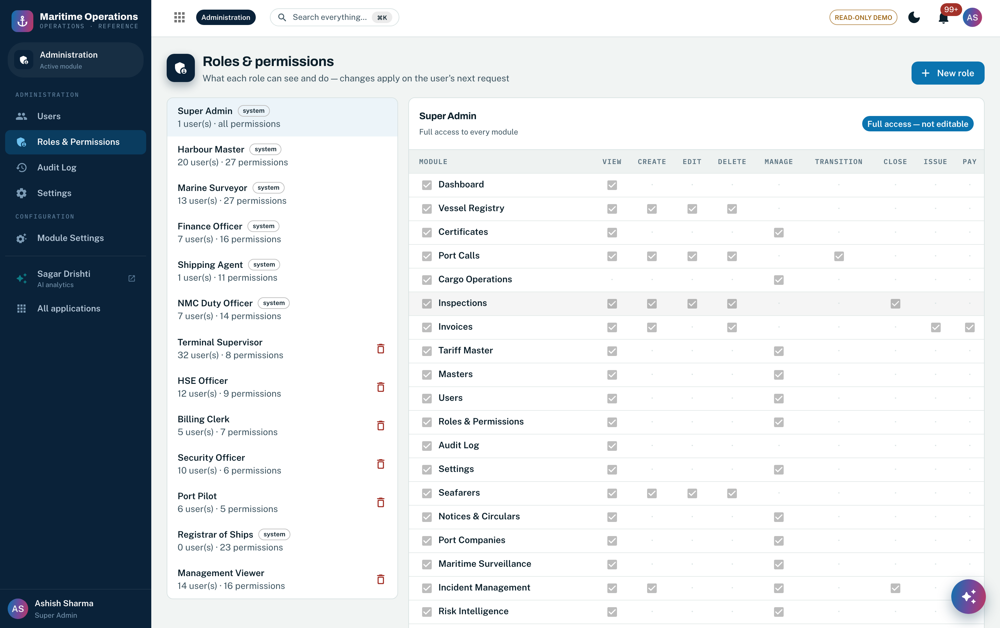 Maritime Operations
OPERATIONS · REFERENCE
Administration
Active module
ADMINISTRATION
Users
Roles & Permissions
Audit Log
Settings
CONFIGURATION
Module Settings
Sagar Drishti
AI analytics
All applications
Ashish Sharma
Super Admin
AS
Administration
Search everything...
⌘K
READ-ONLY DEMO
99+
AS
Roles & permissions
What each role can see and do — changes apply on the user's next request
New role
Super Admin system
1 user(s) · all permissions
Harbour Master system
20 user(s) · 27 permissions
Marine Surveyor system
13 user(s) · 27 permissions
Finance Officer system
7 user(s) · 16 permissions
Shipping Agent system
1 user(s) · 11 permissions
NMC Duty Officer system
7 user(s) · 14 permissions
Terminal Supervisor
32 user(s) · 8 permissions
HSE Officer
12 user(s) · 9 permissions
Billing Clerk
5 user(s) · 7 permissions
Security Officer
10 user(s) · 6 permissions
Port Pilot
6 user(s) · 5 permissions
Registrar of Ships system
0 user(s) · 23 permissions
Management Viewer
14 user(s) · 16 permissions
Super Admin
Full access to every module
Full access — not editable
MODULE VIEW CREATE EDIT DELETE MANAGE TRANSITION CLOSE ISSUE PAY
Dashboard
Vessel Registry
Certificates
Port Calls
Cargo Operations
Inspections
Invoices
Tariff Master
Masters
Users
Roles & Permissions
Audit Log
Settings
Seafarers
Notices & Circulars
Port Companies
Maritime Surveillance
Incident Management
Risk Intelligence